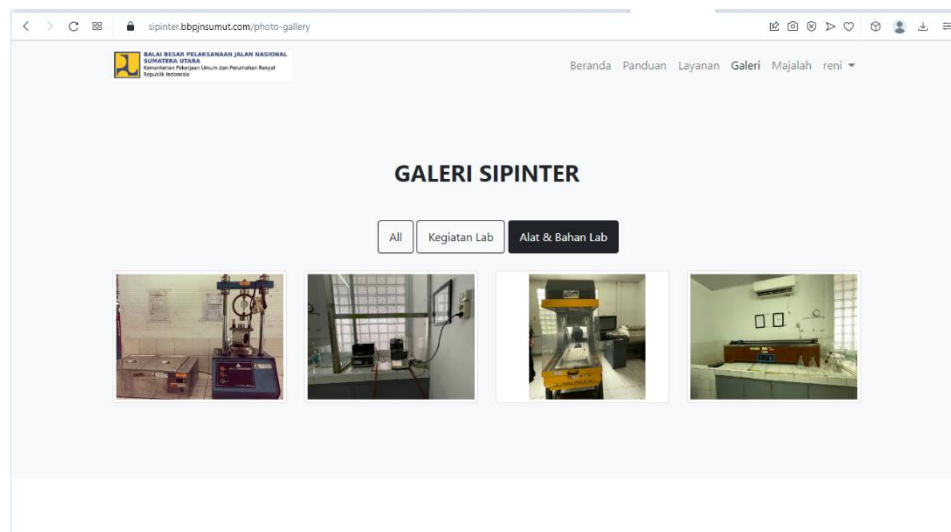 sipinter.bbpjnsumut.com/photo-gallery
BALAI BESAR PELAKSANAAN JALAN NASIONAL
SUMATERA UTARA
Kementerian Pekerjaan Umum dan Perumahan Rakyat
Republik Indonesia
Beranda Panduan Layanan Galeri Majalah reni
GALERI SIPINTER
All Kegiatan Lab Alat & Bahan Lab